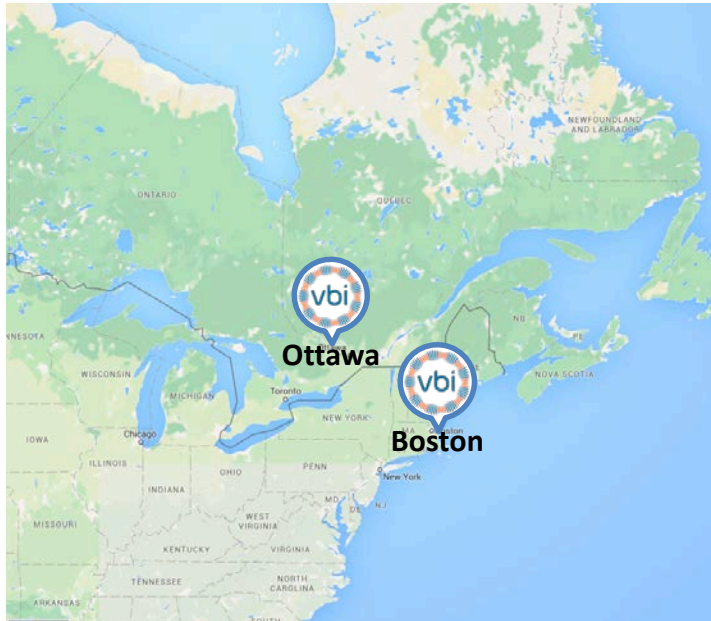 NEWFOUNDLAND
AND LABRADOR
ONTARIO
QUEBEC
vbi
NB
PE
Ottawa
NNESOTA
vbi
NOVA SCOTIA
WISCONSIN
MICHIGAN
Toronto
NEW YORK
MA
Boston
IOWA
Chicago
ILLINOIS
OHIO
PENN
New York
INDIANA
MD
DE
NJ
MISSOURI
WEST
VIRGINIA
KENTUCKY
VIRGINIA
TENNESSEE
NORTH
CAROLINA
ARKANSAS